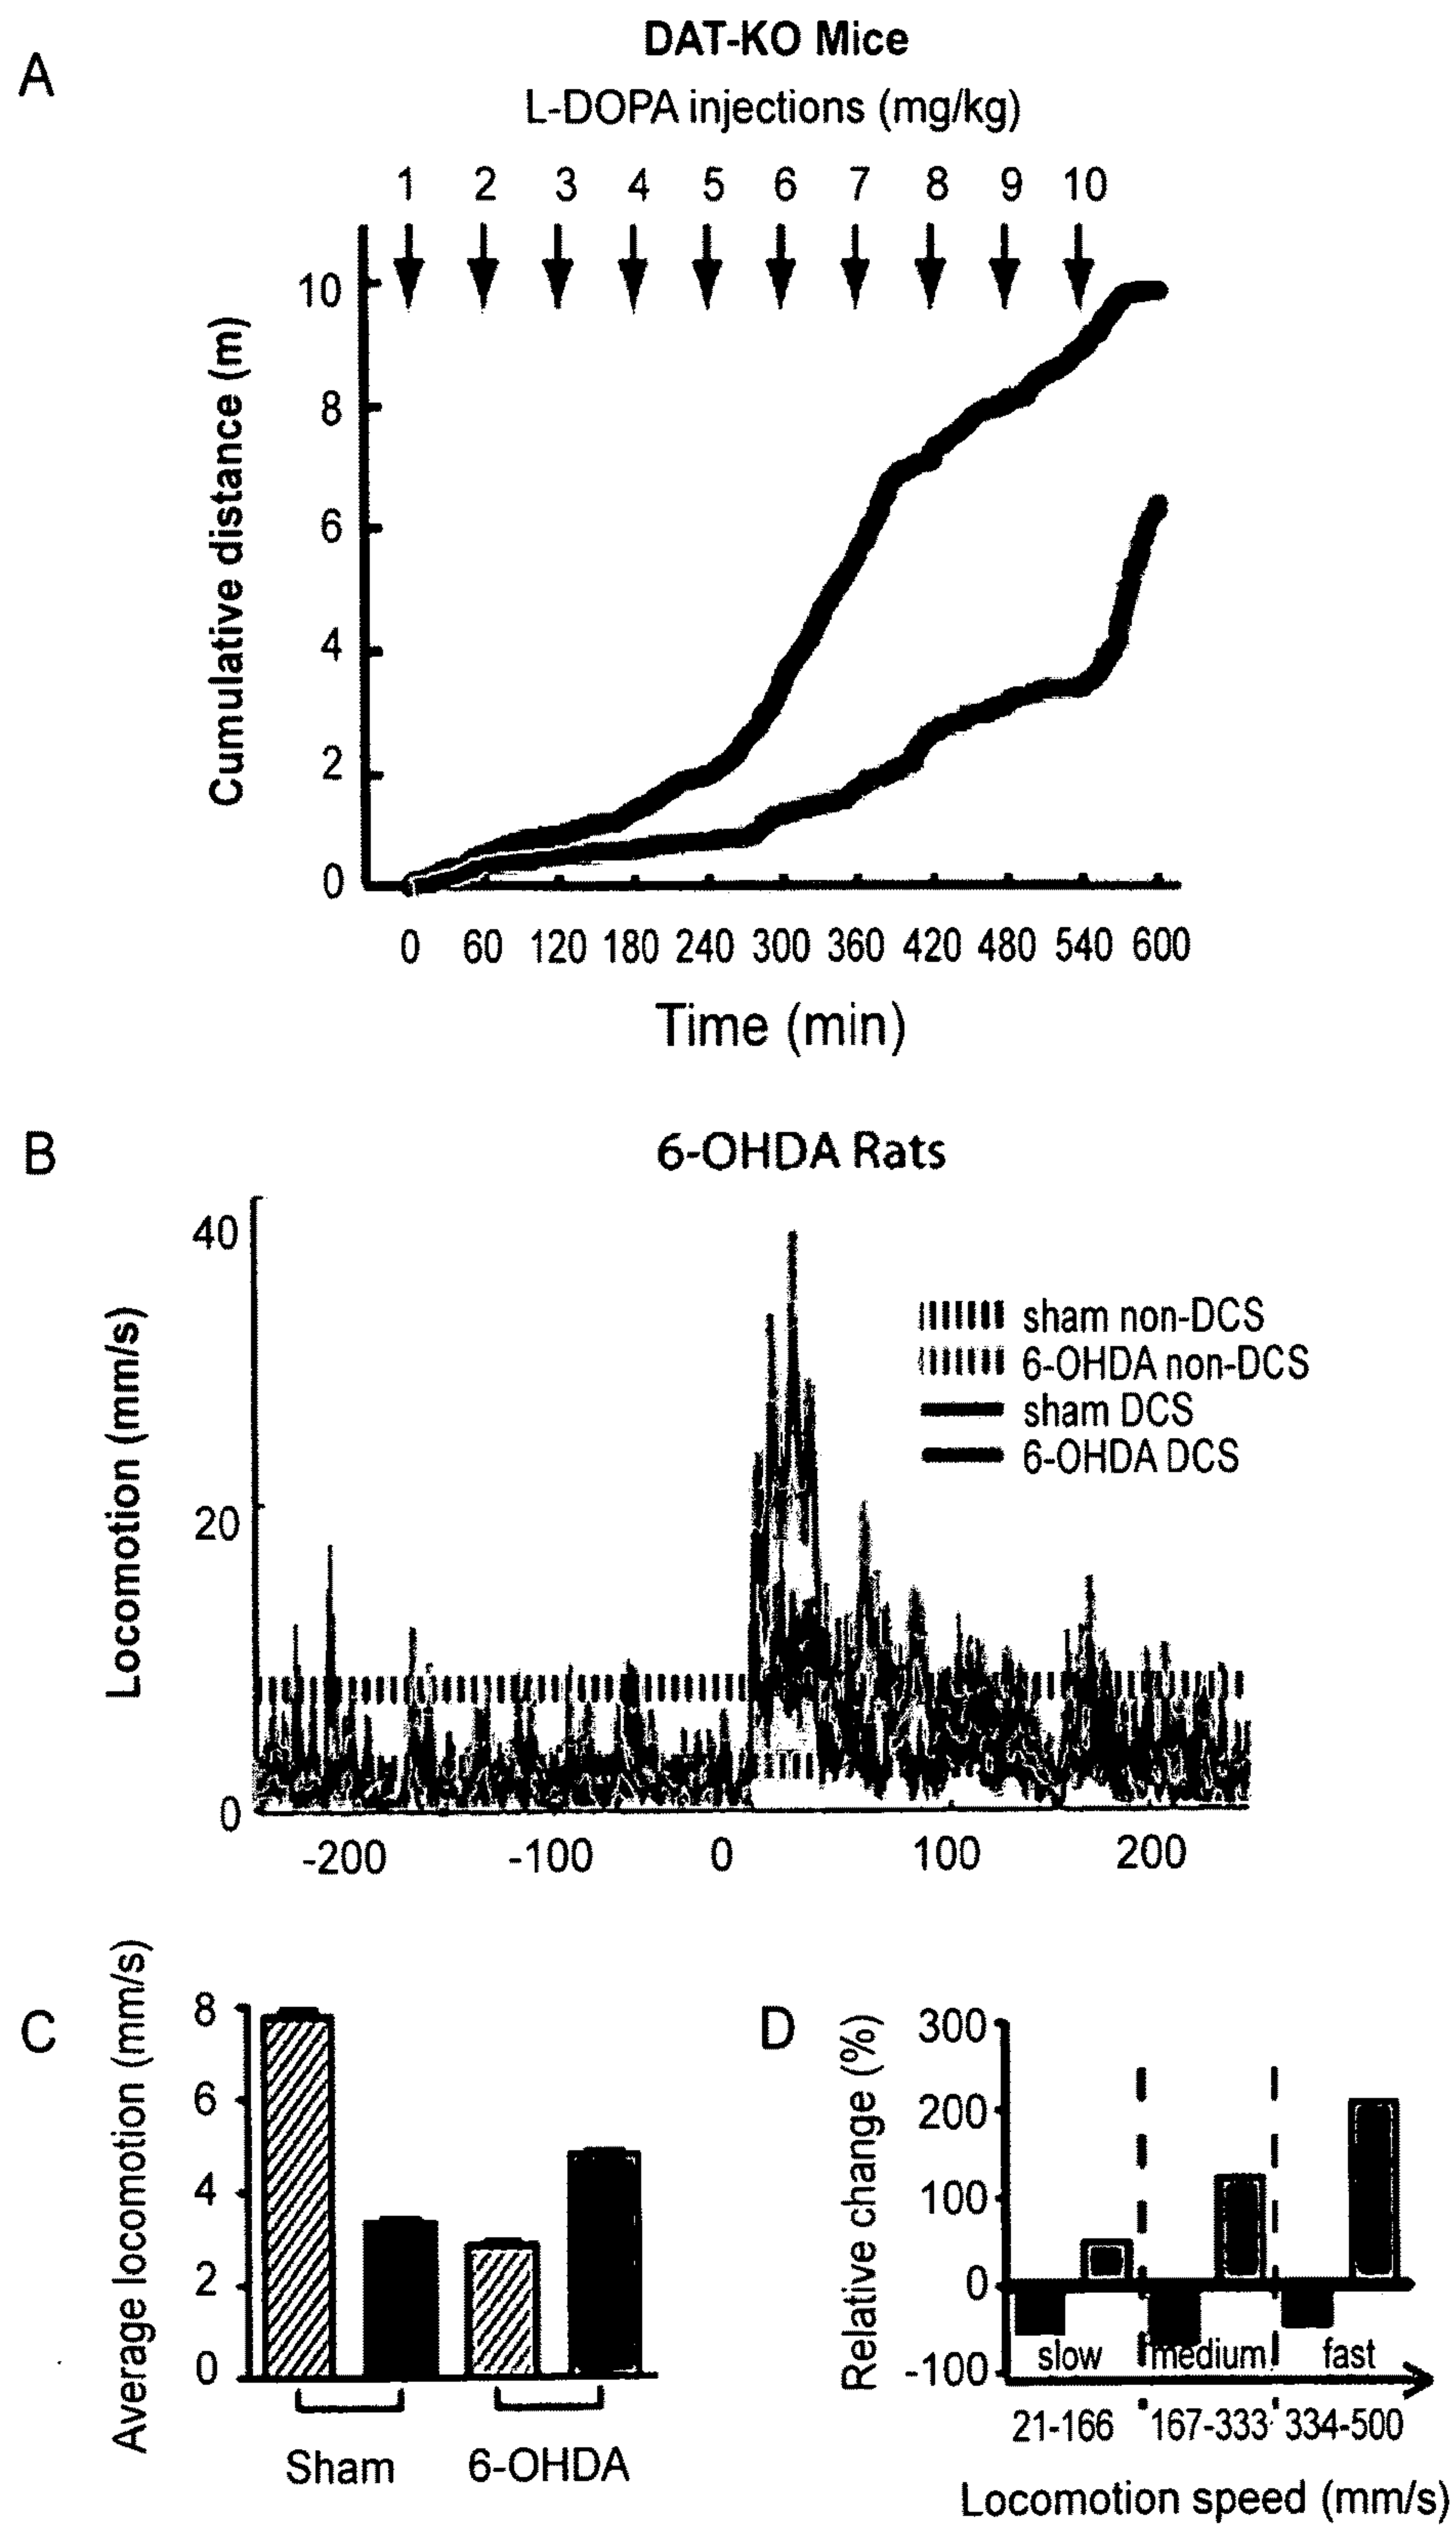 A
DAT-KO Mice
L-DOPA injections (mg/kg)
1 2 3 4 5 6 7 8 9 10
Cumulative distance (m)
10
8
6
4
2
0
0 60 120 180 240 300 360 420 480 540 600
Time (min)
B
6-OHDA Rats
Locomotion (mm/s)
40
20
0
sham non-DCS
6-OHDA non-DCS
sham DCS
6-OHDA DCS
-200 -100 0 100 200
C
Average locomotion (mm/s)
8
6
4
2
0
Sham 6-OHDA
D
Relative change (%)
300
200
100
0
-100
slow medium fast
21-166 167-333 334-500
Locomotion speed (mm/s)